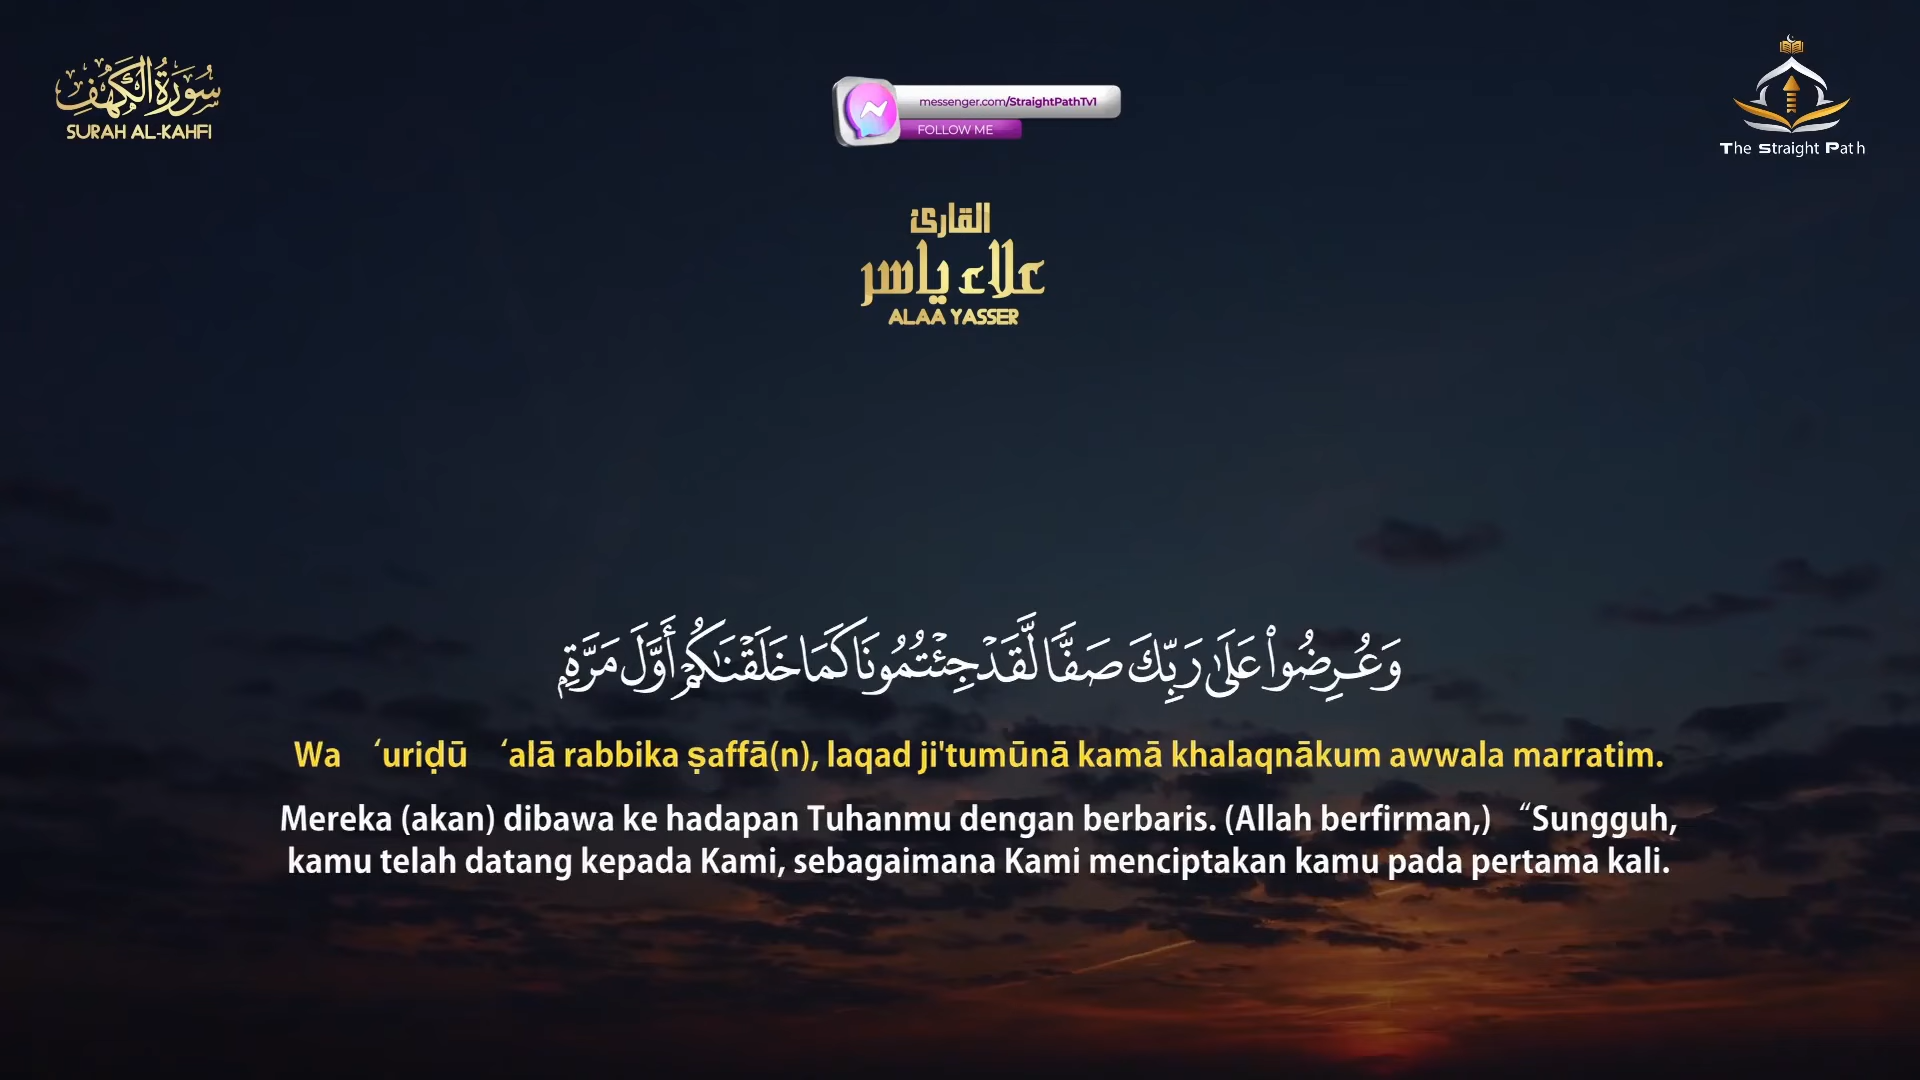 سُورَةُ الْكَهْفِ
SURAH AL-KAHFI
messenger.com/StraightPathTv1
FOLLOW ME
The Straight Path
القارئ
علاء ياسر
ALAA YASSER
وَعُرِضُوا۟ عَلَىٰ رَبِّكَ صَفًّا لَّقَدْ جِئْتُمُونَا كَمَا خَلَقْنَٰكُمْ أَوَّلَ مَرَّةٍۭ
Wa ‘uriḍū ‘alā rabbika ṣaffā(n), laqad ji'tumūnā kamā khalaqnākum awwala marratim.
Mereka (akan) dibawa ke hadapan Tuhanmu dengan berbaris. (Allah berfirman,) “Sungguh,
kamu telah datang kepada Kami, sebagaimana Kami menciptakan kamu pada pertama kali.